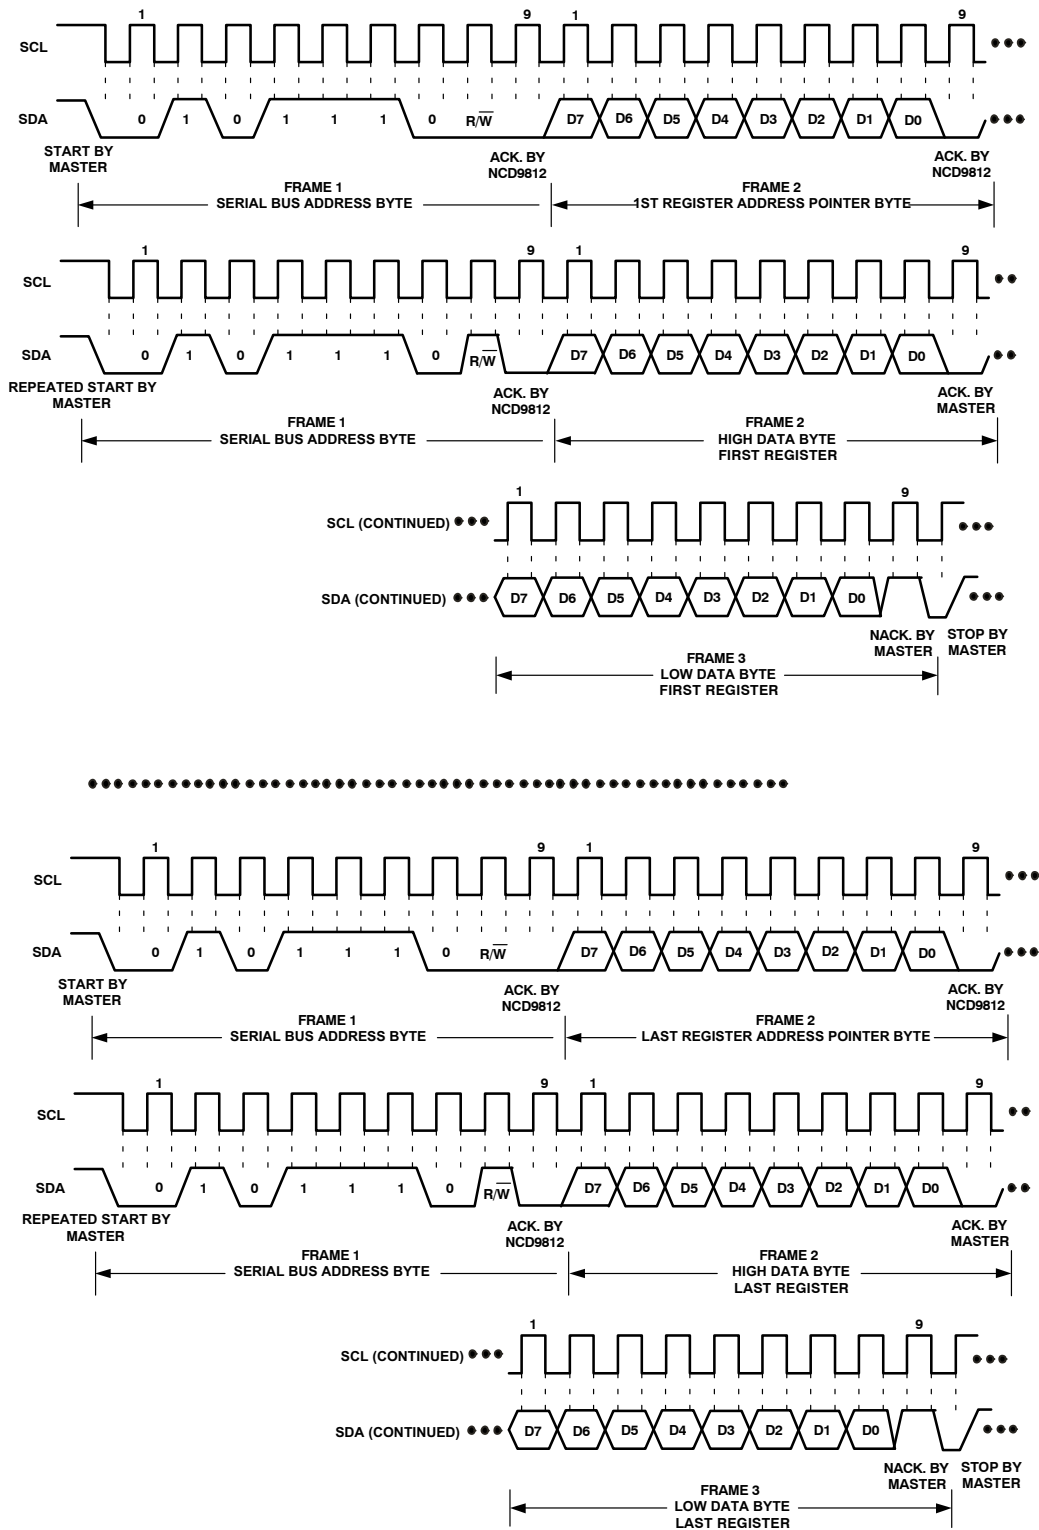 1 9 1 9
SCL
SDA 0 1 0 1 1 1 0 R/W D7 D6 D5 D4 D3 D2 D1 D0
START BY
MASTER
ACK. BY
NCD9812
ACK. BY
NCD9812
FRAME 1
SERIAL BUS ADDRESS BYTE
FRAME 2
1ST REGISTER ADDRESS POINTER BYTE
1 9 1 9
SCL
SDA 0 1 0 1 1 1 0 R/W D7 D6 D5 D4 D3 D2 D1 D0
REPEATED START BY
MASTER
ACK. BY
NCD9812
ACK. BY
MASTER
FRAME 1
SERIAL BUS ADDRESS BYTE
FRAME 2
HIGH DATA BYTE
FIRST REGISTER
1 9
SCL (CONTINUED)
SDA (CONTINUED) D7 D6 D5 D4 D3 D2 D1 D0
NACK. BY
MASTER
STOP BY
MASTER
FRAME 3
LOW DATA BYTE
FIRST REGISTER
1 9 1 9
SCL
SDA 0 1 0 1 1 1 0 R/W D7 D6 D5 D4 D3 D2 D1 D0
START BY
MASTER
ACK. BY
NCD9812
ACK. BY
NCD9812
FRAME 1
SERIAL BUS ADDRESS BYTE
FRAME 2
LAST REGISTER ADDRESS POINTER BYTE
1 9 1 9
SCL
SDA 0 1 0 1 1 1 0 R/W D7 D6 D5 D4 D3 D2 D1 D0
REPEATED START BY
MASTER
ACK. BY
NCD9812
ACK. BY
MASTER
FRAME 1
SERIAL BUS ADDRESS BYTE
FRAME 2
HIGH DATA BYTE
LAST REGISTER
1 9
SCL (CONTINUED)
SDA (CONTINUED) D7 D6 D5 D4 D3 D2 D1 D0
NACK. BY
MASTER
STOP BY
MASTER
FRAME 3
LOW DATA BYTE
LAST REGISTER